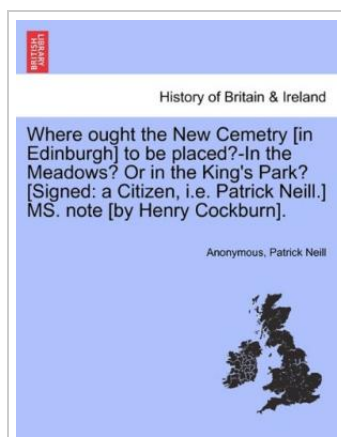 BRITISH
LIBRARY
History of Britain & Ireland
Where ought the New Cemetry [in
Edinburgh] to be placed?-In the
Meadows? Or in the King's Park?
[Signed: a Citizen, i.e. Patrick Neill.]
MS. note [by Henry Cockburn].
Anonymous, Patrick Neill